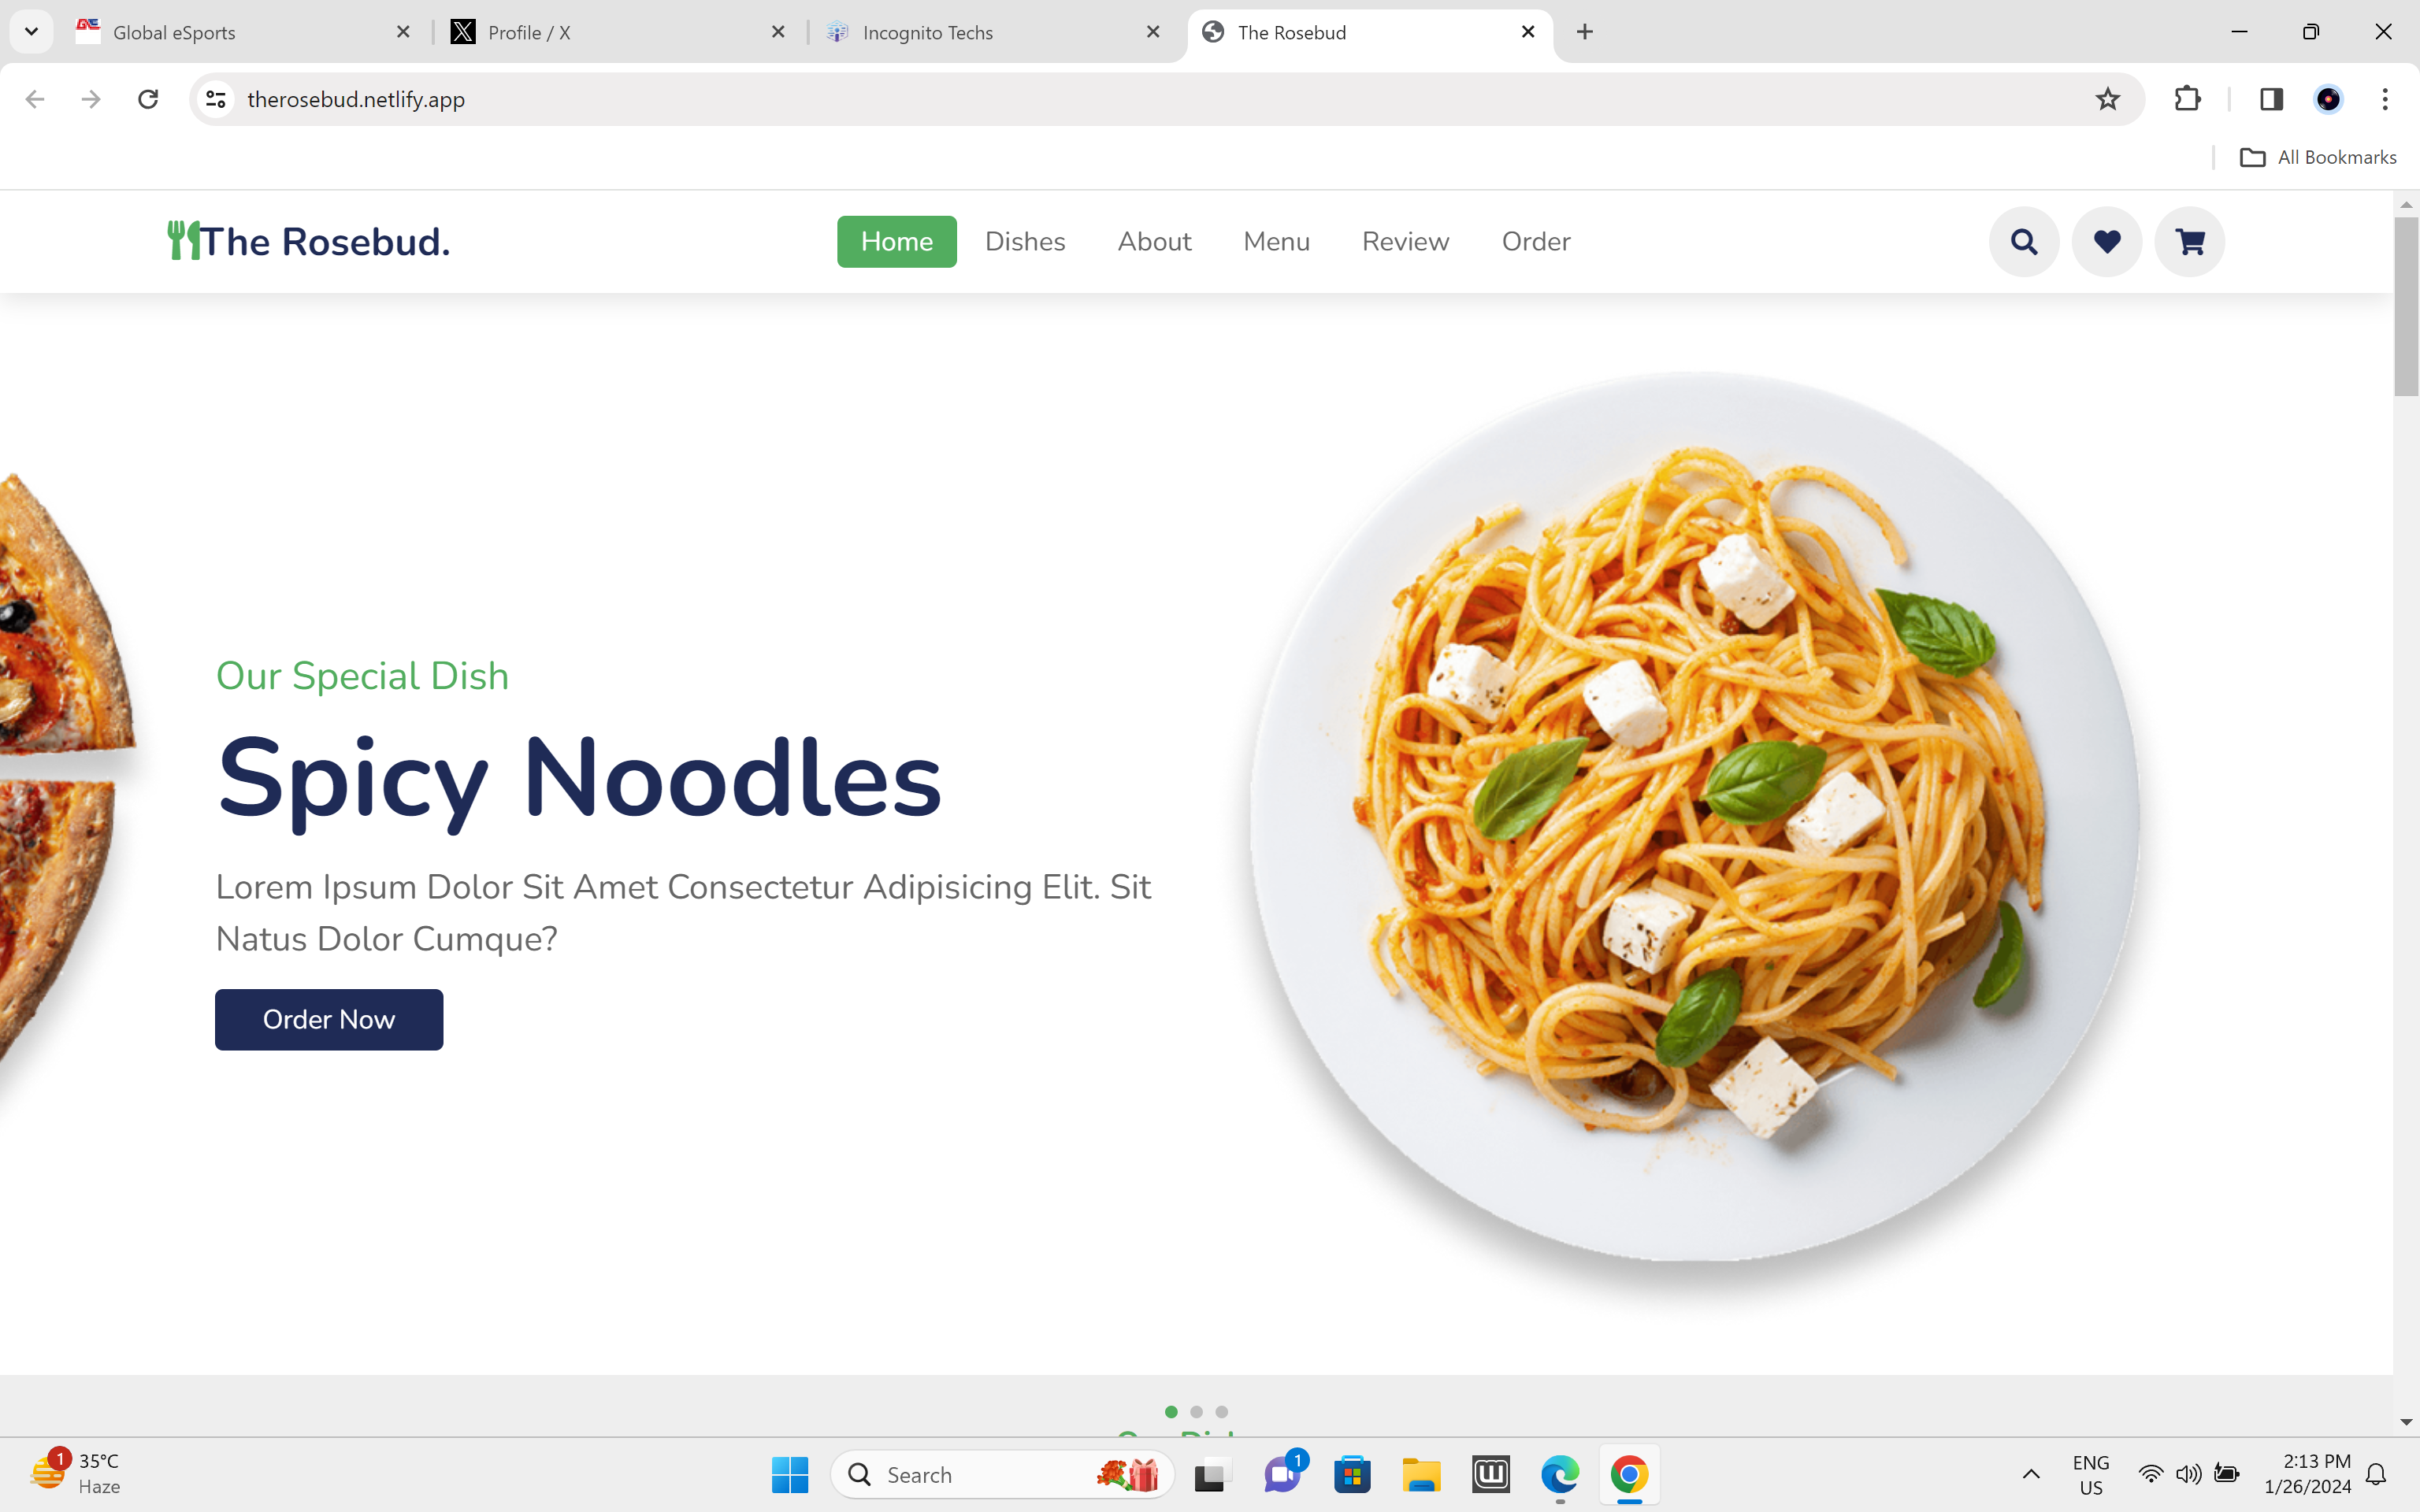 Global eSports
Profile / X
Incognito Techs
The Rosebud
therosebud.netlify.app
All Bookmarks
The Rosebud.
Home
Dishes
About
Menu
Review
Order
Our Special Dish
Spicy Noodles
Lorem Ipsum Dolor Sit Amet Consectetur Adipisicing Elit. Sit
Natus Dolor Cumque?
Order Now
1
35°C
Haze
Search
1
ENG
US
2:13 PM
1/26/2024